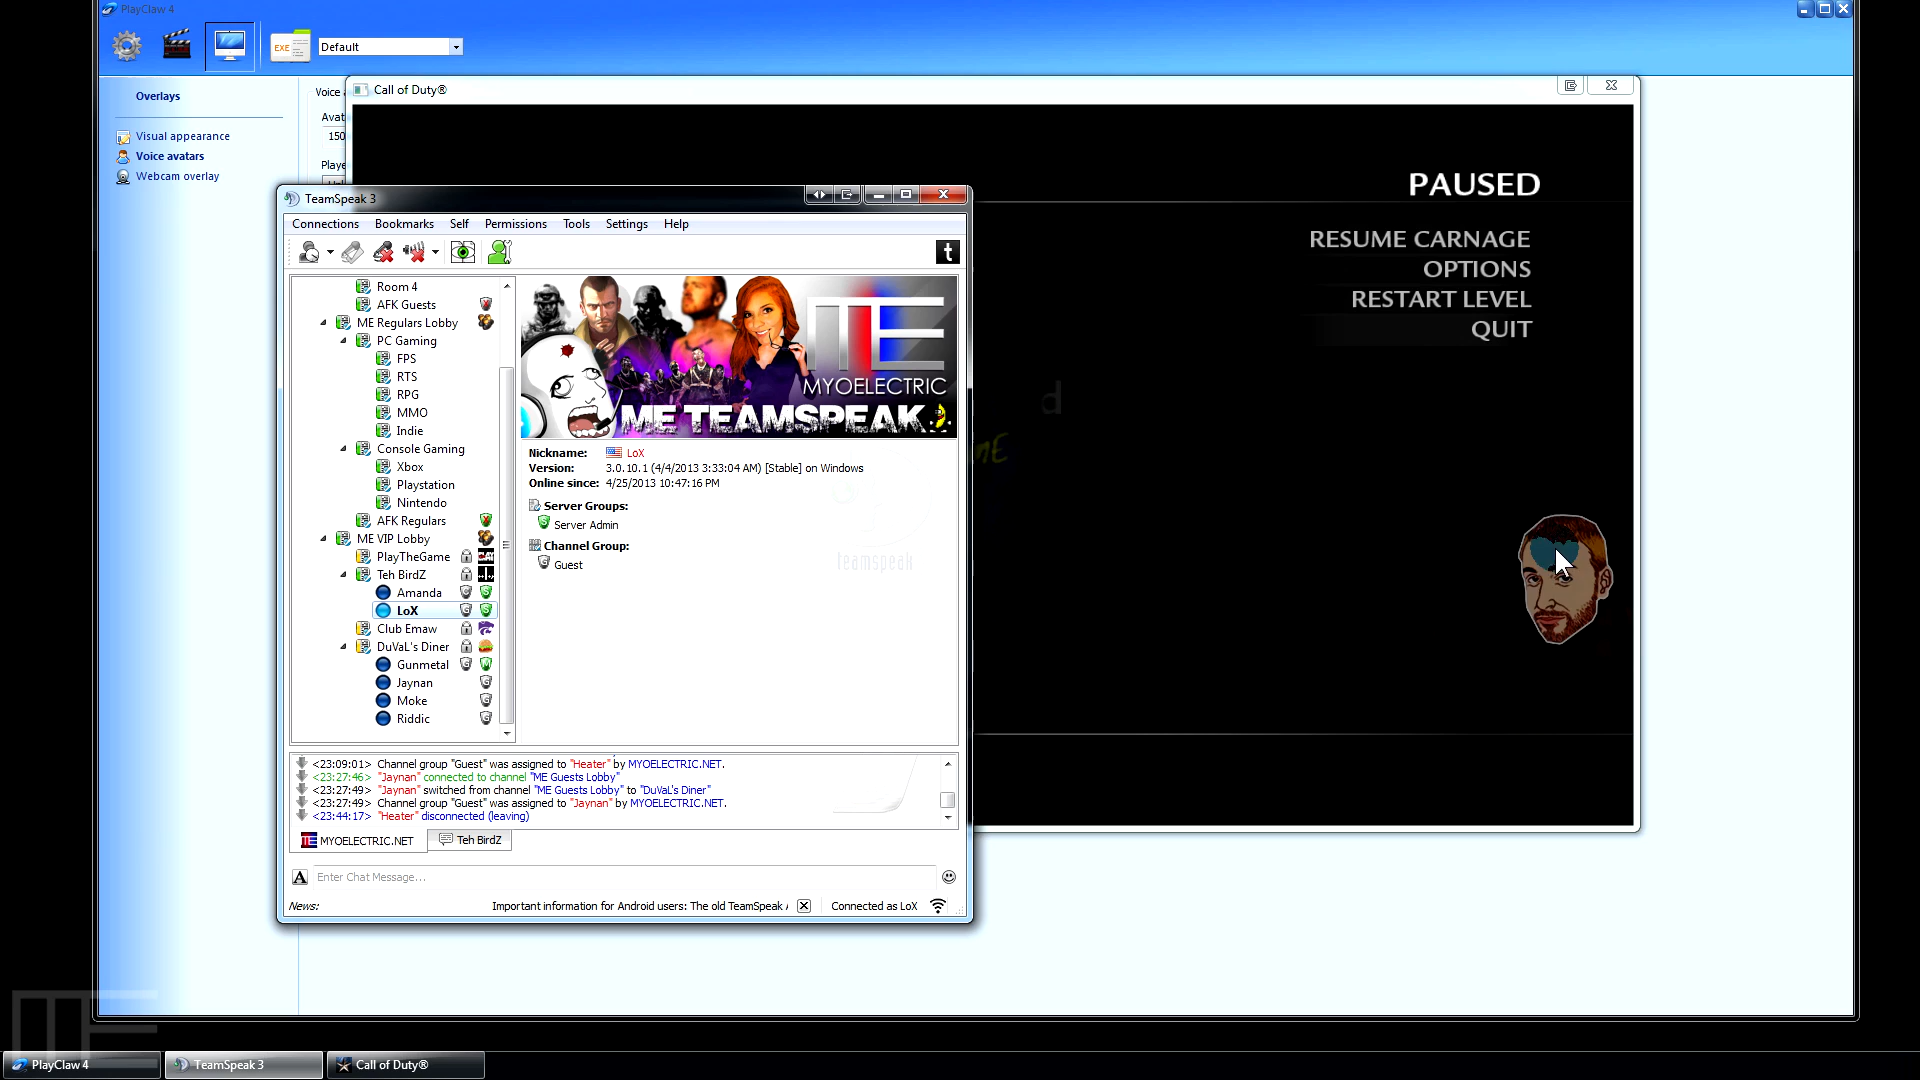 PlayClaw 4
EXE
Default
Overlays
Visual appearance
Voice avatars
Webcam overlay
Voice
Avat
150
Playe
Call of Duty®
PAUSED
RESUME CARNAGE
OPTIONS
RESTART LEVEL
QUIT
d
TeamSpeak 3
Connections Bookmarks Self Permissions Tools Settings Help
t
Room 4
AFK Guests
ME Regulars Lobby
PC Gaming
FPS
RTS
RPG
MMO
Indie
Console Gaming
Xbox
Playstation
Nintendo
AFK Regulars
ME VIP Lobby
PlayTheGame
Teh BirdZ
Amanda
LoX
Club Emaw
DuVaL's Diner
Gunmetal
Jaynan
Moke
Riddic
ME
MYOELECTRIC
ME TEAMSPEAK
Nickname: LoX
Version: 3.0.10.1 (4/4/2013 3:33:04 AM) [Stable] on Windows
Online since: 4/25/2013 10:47:16 PM
Server Groups:
Server Admin
Channel Group:
Guest
teamspeak
<23:09:01> Channel group "Guest" was assigned to "Heater" by MYOELECTRIC.NET.
<23:27:46> "Jaynan" connected to channel "ME Guests Lobby"
<23:27:49> "Jaynan" switched from channel "ME Guests Lobby" to "DuVaL's Diner"
<23:27:49> Channel group "Guest" was assigned to "Jaynan" by MYOELECTRIC.NET.
<23:44:17> "Heater" disconnected (leaving)
MYOELECTRIC.NET Teh BirdZ
A Enter Chat Message...
News: Important information for Android users: The old TeamSpeak Connected as LoX
ME
PlayClaw 4 TeamSpeak 3 Call of Duty®